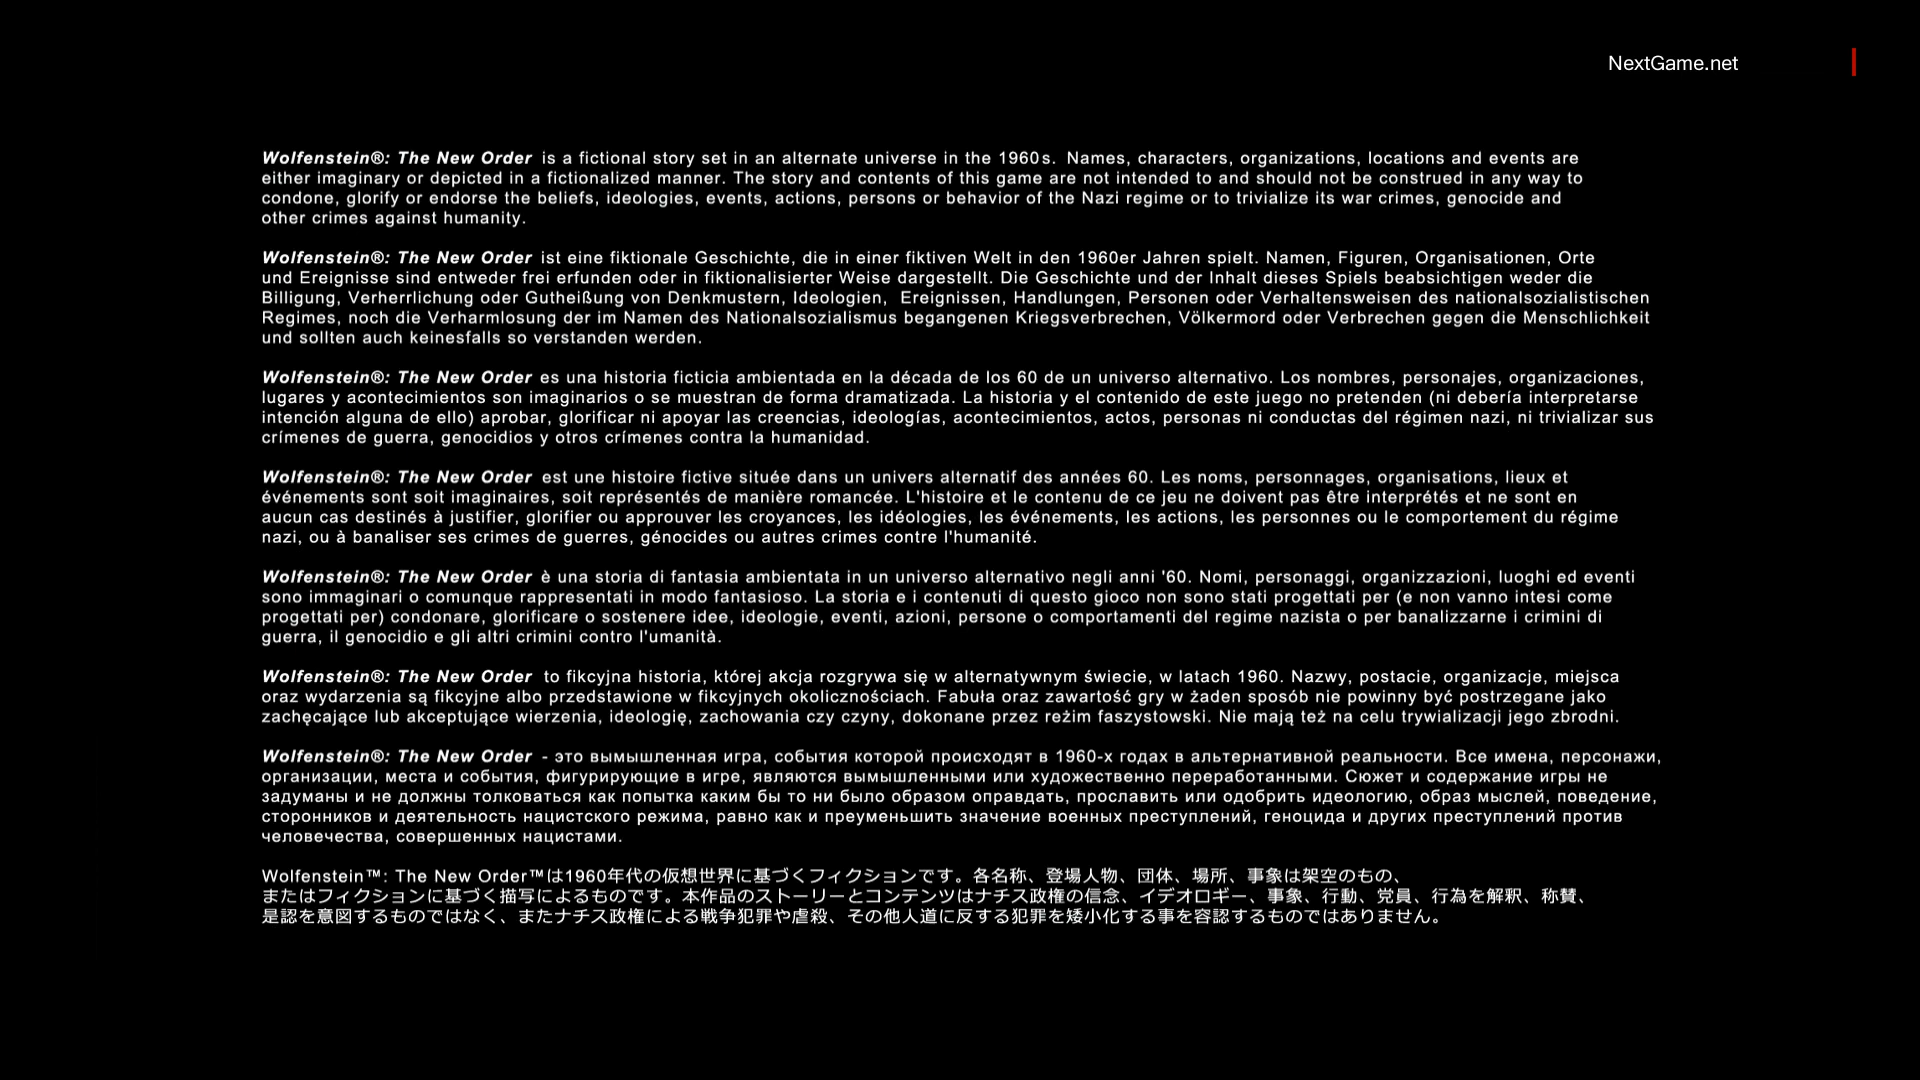 NextGame.net
Wolfenstein®: The New Order is a fictional story set in an alternate universe in the 1960s. Names, characters, organizations, locations and events are
either imaginary or depicted in a fictionalized manner. The story and contents of this game are not intended to and should not be construed in any way to
condone, glorify or endorse the beliefs, ideologies, events, actions, persons or behavior of the Nazi regime or to trivialize its war crimes, genocide and
other crimes against humanity.
Wolfenstein®: The New Order ist eine fiktionale Geschichte, die in einer fiktiven Welt in den 1960er Jahren spielt. Namen, Figuren, Organisationen, Orte
und Ereignisse sind entweder frei erfunden oder in fiktionalisierter Weise dargestellt. Die Geschichte und der Inhalt dieses Spiels beabsichtigen weder die
Billigung, Verherrlichung oder Gutheißung von Denkmustern, Ideologien, Ereignissen, Handlungen, Personen oder Verhaltensweisen des nationalsozialistischen
Regimes, noch die Verharmlosung der im Namen des Nationalsozialismus begangenen Kriegsverbrechen, Völkermord oder Verbrechen gegen die Menschlichkeit
und sollten auch keinesfalls so verstanden werden.
Wolfenstein®: The New Order es una historia ficticia ambientada en la década de los 60 de un universo alternativo. Los nombres, personajes, organizaciones,
lugares y acontecimientos son imaginarios o se muestran de forma dramatizada. La historia y el contenido de este juego no pretenden (ni debería interpretarse
intención alguna de ello) aprobar, glorificar ni apoyar las creencias, ideologías, acontecimientos, actos, personas ni conductas del régimen nazi, ni trivializar sus
crímenes de guerra, genocidios y otros crímenes contra la humanidad.
Wolfenstein®: The New Order est une histoire fictive située dans un univers alternatif des années 60. Les noms, personnages, organisations, lieux et
événements sont soit imaginaires, soit représentés de manière romancée. L'histoire et le contenu de ce jeu ne doivent pas être interprétés et ne sont en
aucun cas destinés à justifier, glorifier ou approuver les croyances, les idéologies, les événements, les actions, les personnes ou le comportement du régime
nazi, ou à banaliser ses crimes de guerres, génocides ou autres crimes contre l'humanité.
Wolfenstein®: The New Order è una storia di fantasia ambientata in un universo alternativo negli anni '60. Nomi, personaggi, organizzazioni, luoghi ed eventi
sono immaginari o comunque rappresentati in modo fantasioso. La storia e i contenuti di questo gioco non sono stati progettati per (e non vanno intesi come
progettati per) condonare, glorificare o sostenere idee, ideologie, eventi, azioni, persone o comportamenti del regime nazista o per banalizzarne i crimini di
guerra, il genocidio e gli altri crimini contro l'umanità.
Wolfenstein®: The New Order to fikcyjna historia, której akcja rozgrywa się w alternatywnym świecie, w latach 1960. Nazwy, postacie, organizacje, miejsca
oraz wydarzenia są fikcyjne albo przedstawione w fikcyjnych okolicznościach. Fabuła oraz zawartość gry w żaden sposób nie powinny być postrzegane jako
zachęcające lub akceptujące wierzenia, ideologię, zachowania czy czyny, dokonane przez reżim faszystowski. Nie mają też na celu trywializacji jego zbrodni.
Wolfenstein®: The New Order - это вымышленная игра, события которой происходят в 1960-х годах в альтернативной реальности. Все имена, персонажи,
организации, места и события, фигурирующие в игре, являются вымышленными или художественно переработанными. Сюжет и содержание игры не
задуманы и не должны толковаться как попытка каким бы то ни было образом оправдать, прославить или одобрить идеологию, образ мыслей, поведение,
сторонников и деятельность нацистского режима, равно как и преуменьшить значение военных преступлений, геноцида и других преступлений против
человечества, совершенных нацистами.
Wolfenstein™: The New Order™は1960年代の仮想世界に基づくフィクションです。各名称、登場人物、団体、場所、事象は架空のもの、
またはフィクションに基づく描写によるものです。本作品のストーリーとコンテンツはナチス政権の信念、イデオロギー、事象、行動、党員、行為を解釈、称賛、
是認を意図するものではなく、またナチス政権による戦争犯罪や虐殺、その他人道に反する犯罪を矮小化する事を容認するものではありません。